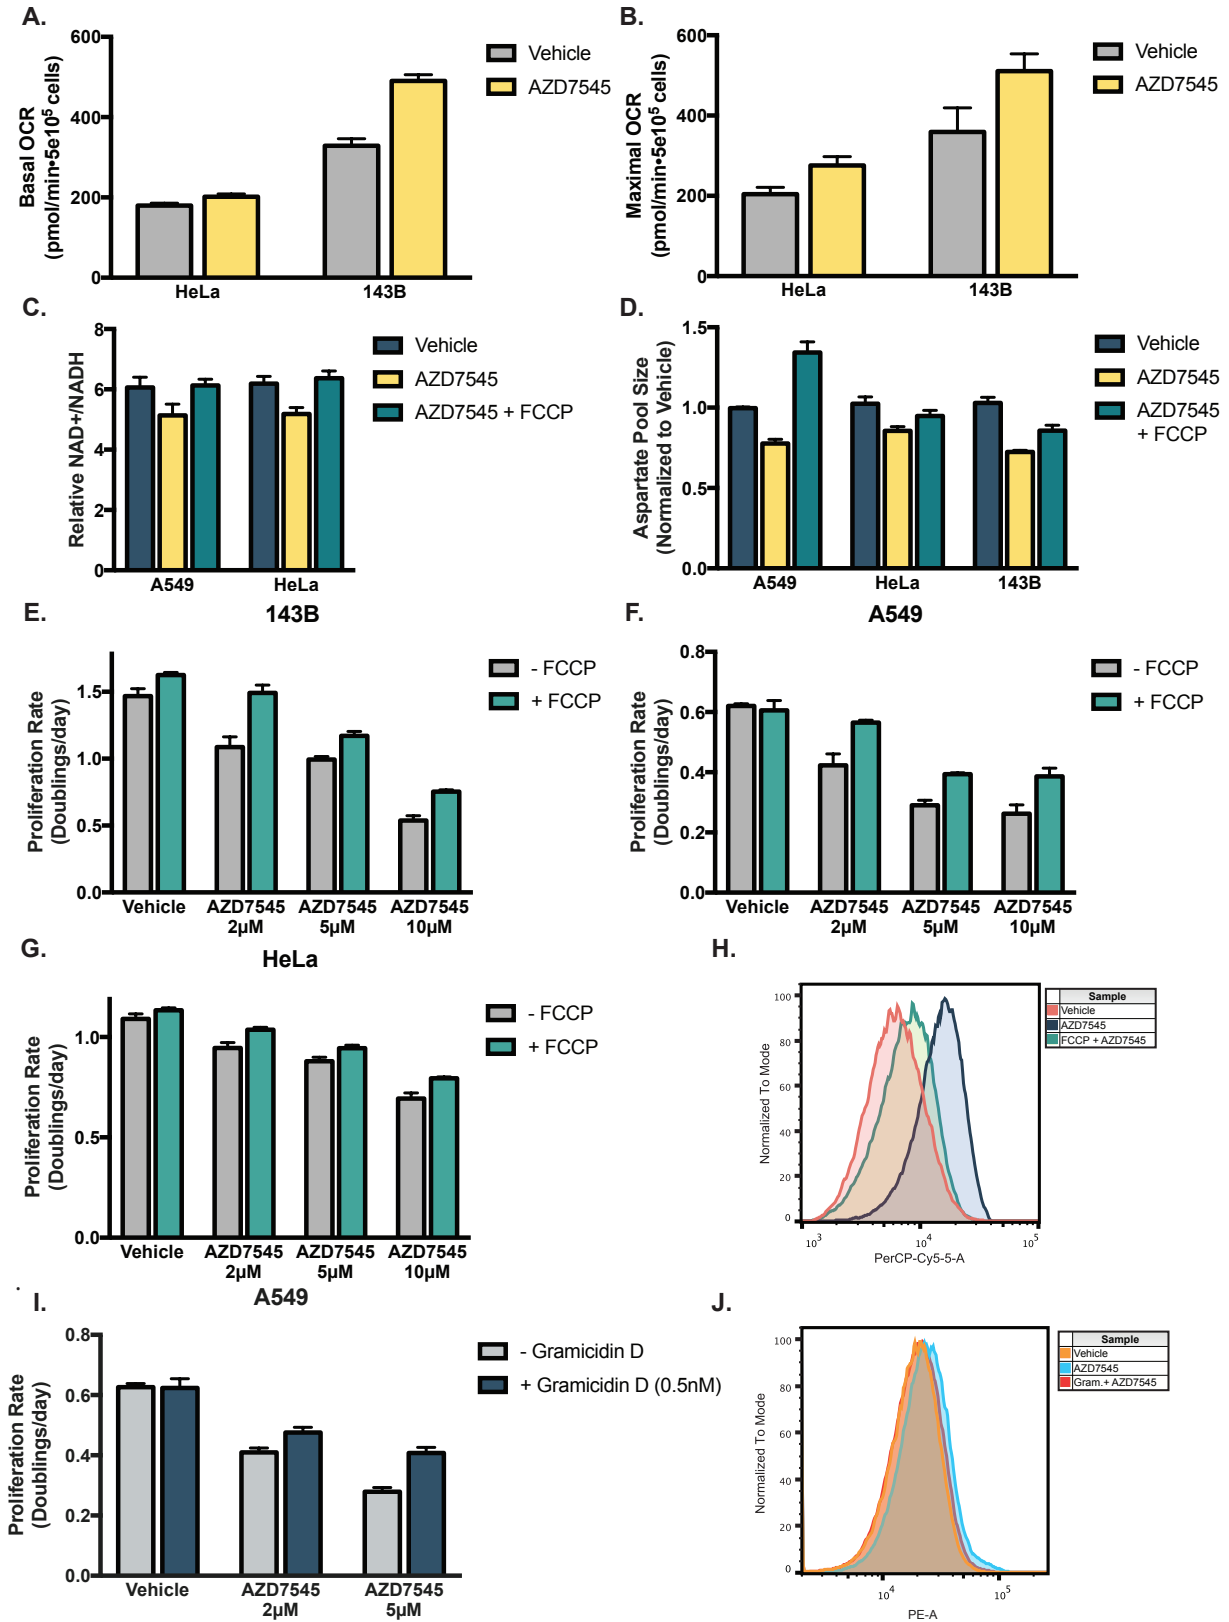 A.
600
400
200
0
Basal OCR
(pmol/min•5e10⁵ cells)
HeLa
143B
Vehicle
AZD7545
B.
600
400
200
0
Maximal OCR
(pmol/min•5e10⁵ cells)
HeLa
143B
Vehicle
AZD7545
C.
8
6
4
2
0
Relative NAD+/NADH
A549
HeLa
Vehicle
AZD7545
AZD7545 + FCCP
D.
1.5
1.0
0.5
0.0
Aspartate Pool Size
(Normalized to Vehicle)
A549
HeLa
143B
Vehicle
AZD7545
AZD7545
+ FCCP
E.
143B
1.5
1.0
0.5
0.0
Proliferation Rate
(Doublings/day)
Vehicle
AZD7545
2µM
AZD7545
5µM
AZD7545
10µM
- FCCP
+ FCCP
F.
A549
0.8
0.6
0.4
0.2
0.0
Proliferation Rate
(Doublings/day)
Vehicle
AZD7545
2µM
AZD7545
5µM
AZD7545
10µM
- FCCP
+ FCCP
G.
HeLa
1.0
0.5
0.0
Proliferation Rate
(Doublings/day)
Vehicle
AZD7545
2µM
AZD7545
5µM
AZD7545
10µM
- FCCP
+ FCCP
H.
100
80
60
40
20
0
Normalized To Mode
10³
10⁴
10⁵
PerCP-Cy5-5-A
Sample
Vehicle
AZD7545
FCCP + AZD7545
I.
A549
0.8
0.6
0.4
0.2
0.0
Proliferation Rate
(Doublings/day)
Vehicle
AZD7545
2µM
AZD7545
5µM
- Gramicidin D
+ Gramicidin D (0.5nM)
J.
100
80
60
40
20
0
Normalized To Mode
10⁴
10⁵
PE-A
Sample
Vehicle
AZD7545
Gram.+ AZD7545